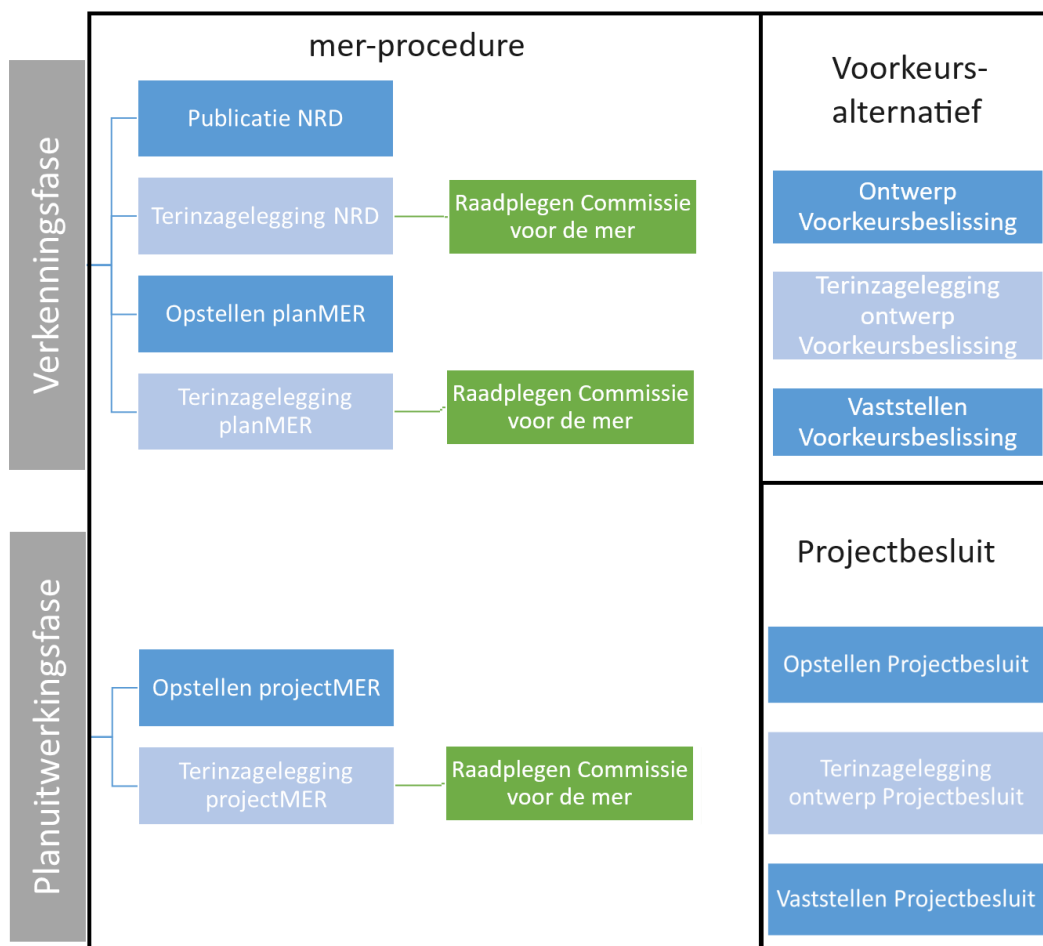 mer-procedure
Verkenningsfase
Publicatie NRD
Terinzagelegging NRD
Raadplegen Commissie
voor de mer
Opstellen planMER
Terinzagelegging
planMER
Raadplegen Commissie
voor de mer
Voorkeurs-
alternatief
Ontwerp
Voorkeursbeslissing
Terinzagelegging
ontwerp
Voorkeursbeslissing
Vaststellen
Voorkeursbeslissing
Planuitwerkingsfase
Opstellen projectMER
Terinzagelegging
projectMER
Raadplegen Commissie
voor de mer
Projectbesluit
Opstellen Projectbesluit
Terinzagelegging
ontwerp Projectbesluit
Vaststellen Projectbesluit